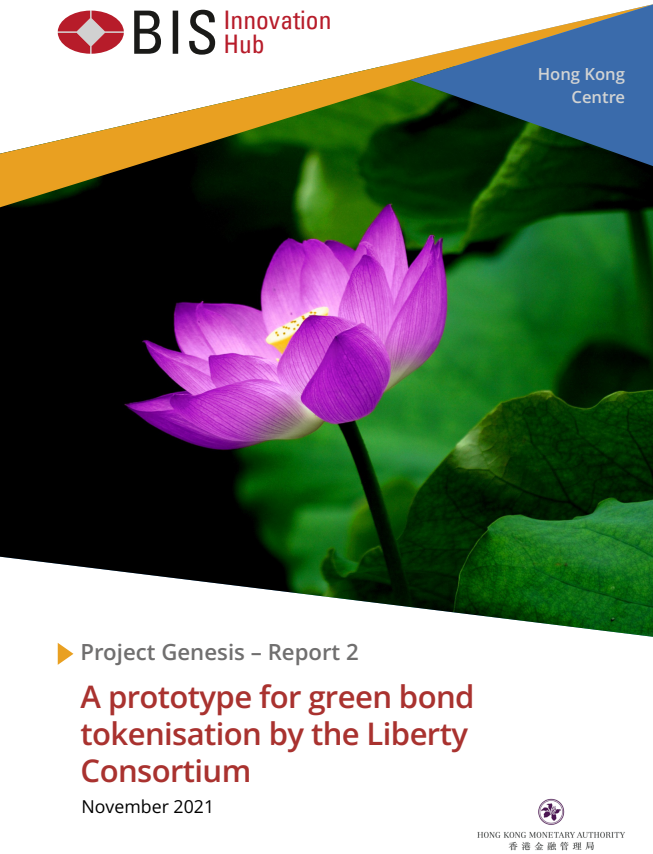 BIS Innovation
Hub
Hong Kong
Centre
Project Genesis – Report 2
A prototype for green bond
tokenisation by the Liberty
Consortium
November 2021
HONG KONG MONETARY AUTHORITY
香港金融管理局